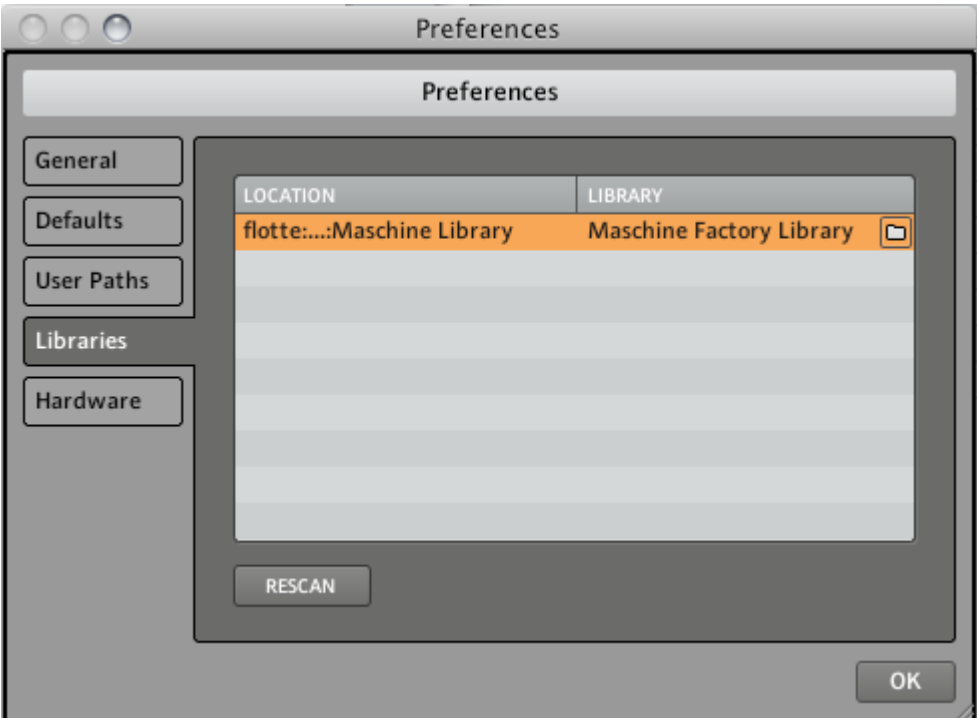 Preferences
Preferences
General
Defaults
User Paths
Libraries
Hardware
LOCATION LIBRARY
flotte:...:Maschine Library Maschine Factory Library
RESCAN
OK